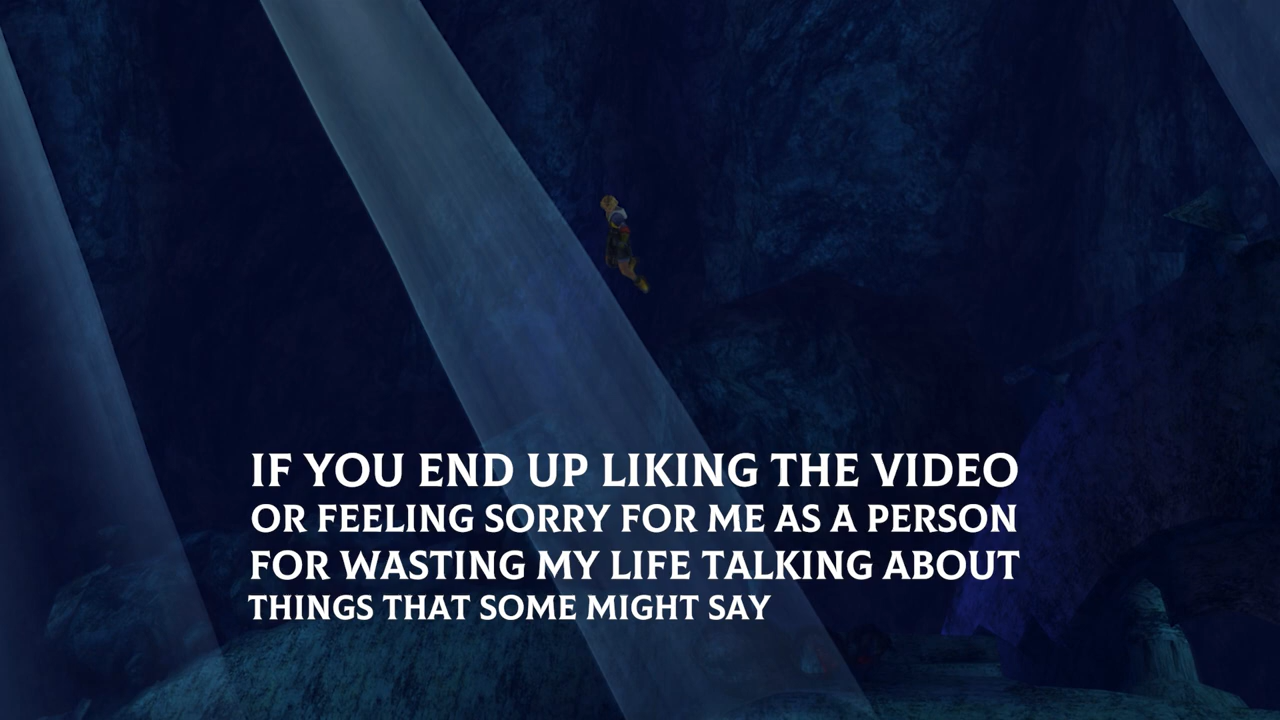 IF YOU END UP LIKING THE VIDEO
OR FEELING SORRY FOR ME AS A PERSON
FOR WASTING MY LIFE TALKING ABOUT
THINGS THAT SOME MIGHT SAY